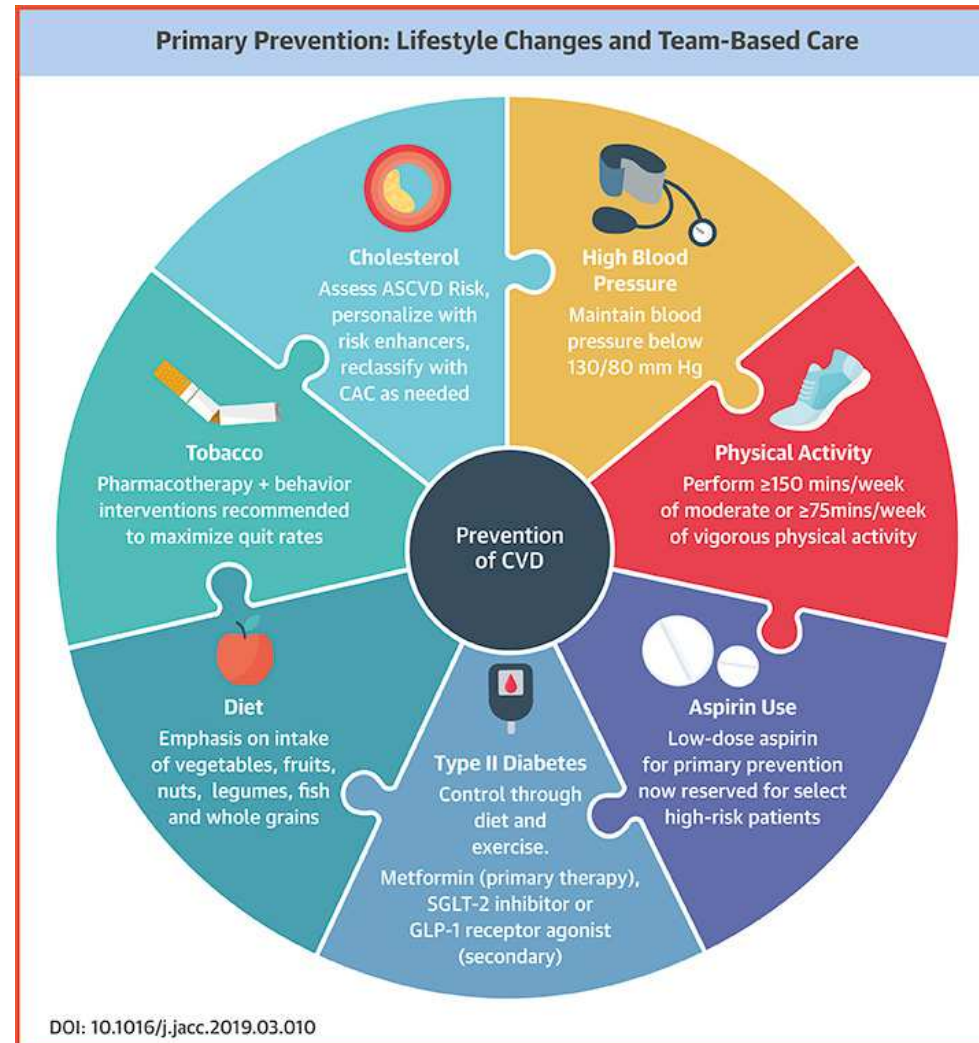 Primary Prevention: Lifestyle Changes and Team-Based Care
Cholesterol
Assess ASCVD Risk,
personalize with
risk enhancers,
reclassify with
CAC as needed
High Blood
Pressure
Maintain blood
pressure below
130/80 mm Hg
Tobacco
Pharmacotherapy + behavior
interventions recommended
to maximize quit rates
Physical Activity
Perform ≥150 mins/week
of moderate or ≥75mins/week
of vigorous physical activity
Prevention
of CVD
Diet
Emphasis on intake
of vegetables, fruits,
nuts, legumes, fish
and whole grains
Type II Diabetes
Control through
diet and
exercise.
Metformin (primary therapy),
SGLT-2 inhibitor or
GLP-1 receptor agonist
(secondary)
Aspirin Use
Low-dose aspirin
for primary prevention
now reserved for select
high-risk patients
DOI: 10.1016/j.jacc.2019.03.010